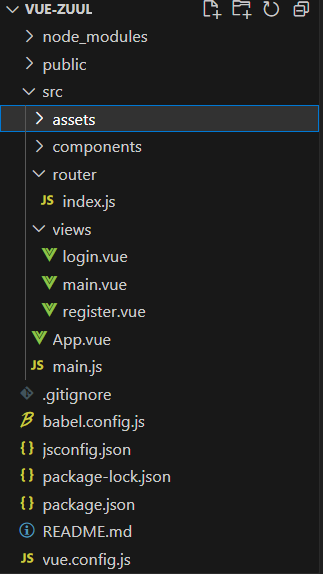 VUE-ZUUL
node_modules
public
src
assets
components
router
JS index.js
views
login.vue
main.vue
register.vue
App.vue
JS main.js
.gitignore
babel.config.js
{} jsconfig.json
{} package-lock.json
{} package.json
README.md
JS vue.config.js